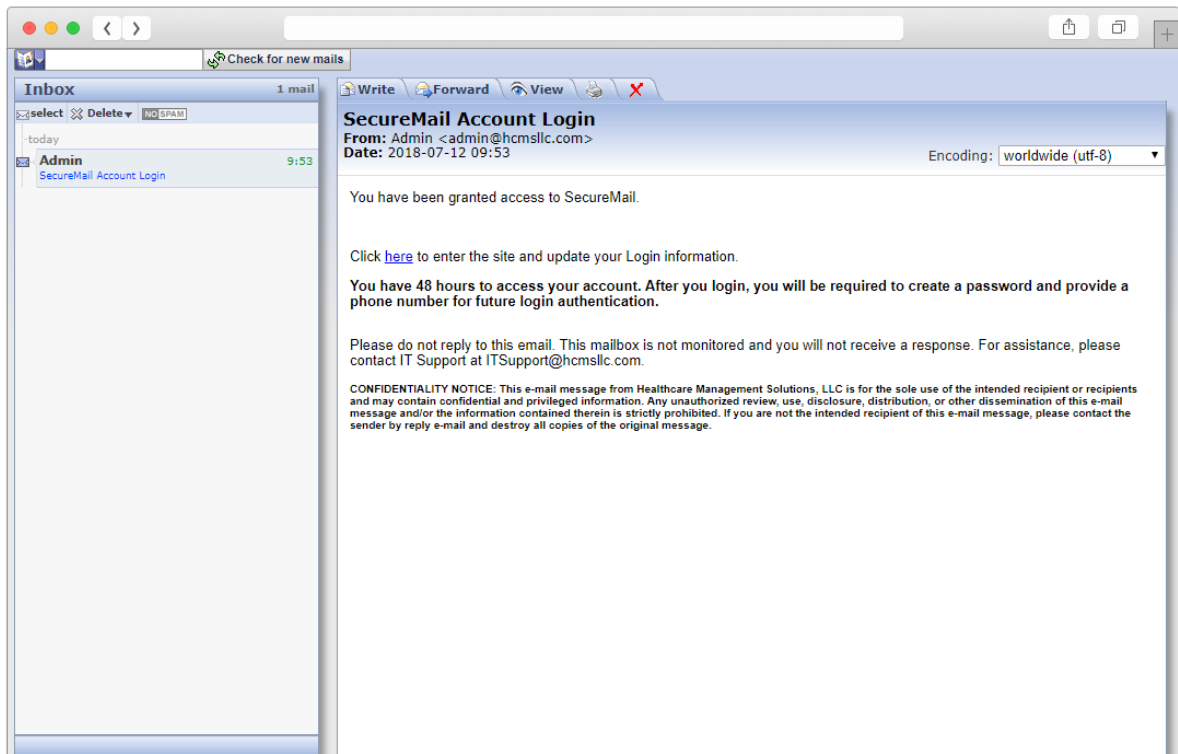 Check for new mails
Inbox 1 mail
select Delete NO SPAM
today
Admin 9:53
SecureMail Account Login
Write Forward View
SecureMail Account Login
From: Admin <admin@hcmsllc.com>
Date: 2018-07-12 09:53
Encoding: worldwide (utf-8)
You have been granted access to SecureMail.
Click here to enter the site and update your Login information.
You have 48 hours to access your account. After you login, you will be required to create a password and provide a
phone number for future login authentication.
Please do not reply to this email. This mailbox is not monitored and you will not receive a response. For assistance, please
contact IT Support at ITSupport@hcmsllc.com.
CONFIDENTIALITY NOTICE: This e-mail message from Healthcare Management Solutions, LLC is for the sole use of the intended recipient or recipients
and may contain confidential and privileged information. Any unauthorized review, use, disclosure, distribution, or other dissemination of this e-mail
message and/or the information contained therein is strictly prohibited. If you are not the intended recipient of this e-mail message, please contact the
sender by reply e-mail and destroy all copies of the original message.